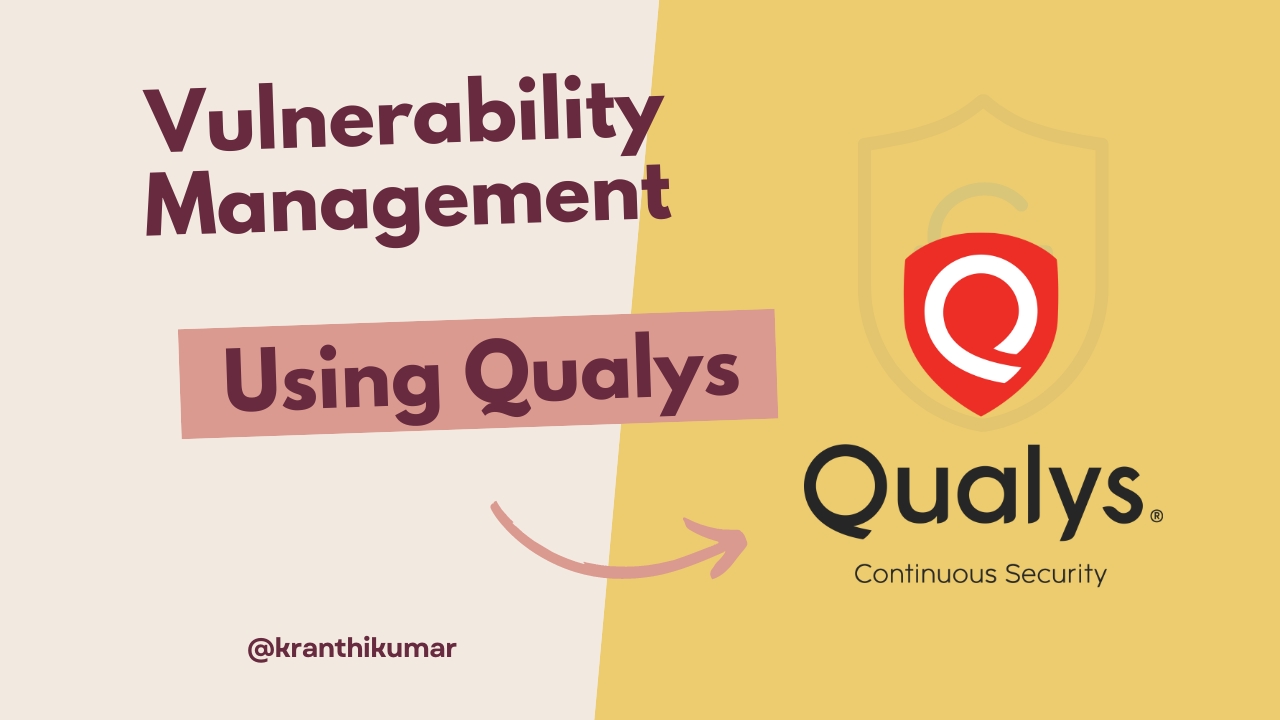 Vulnerability
Management
Using Qualys
Qualys®
Continuous Security
@kranthikumar